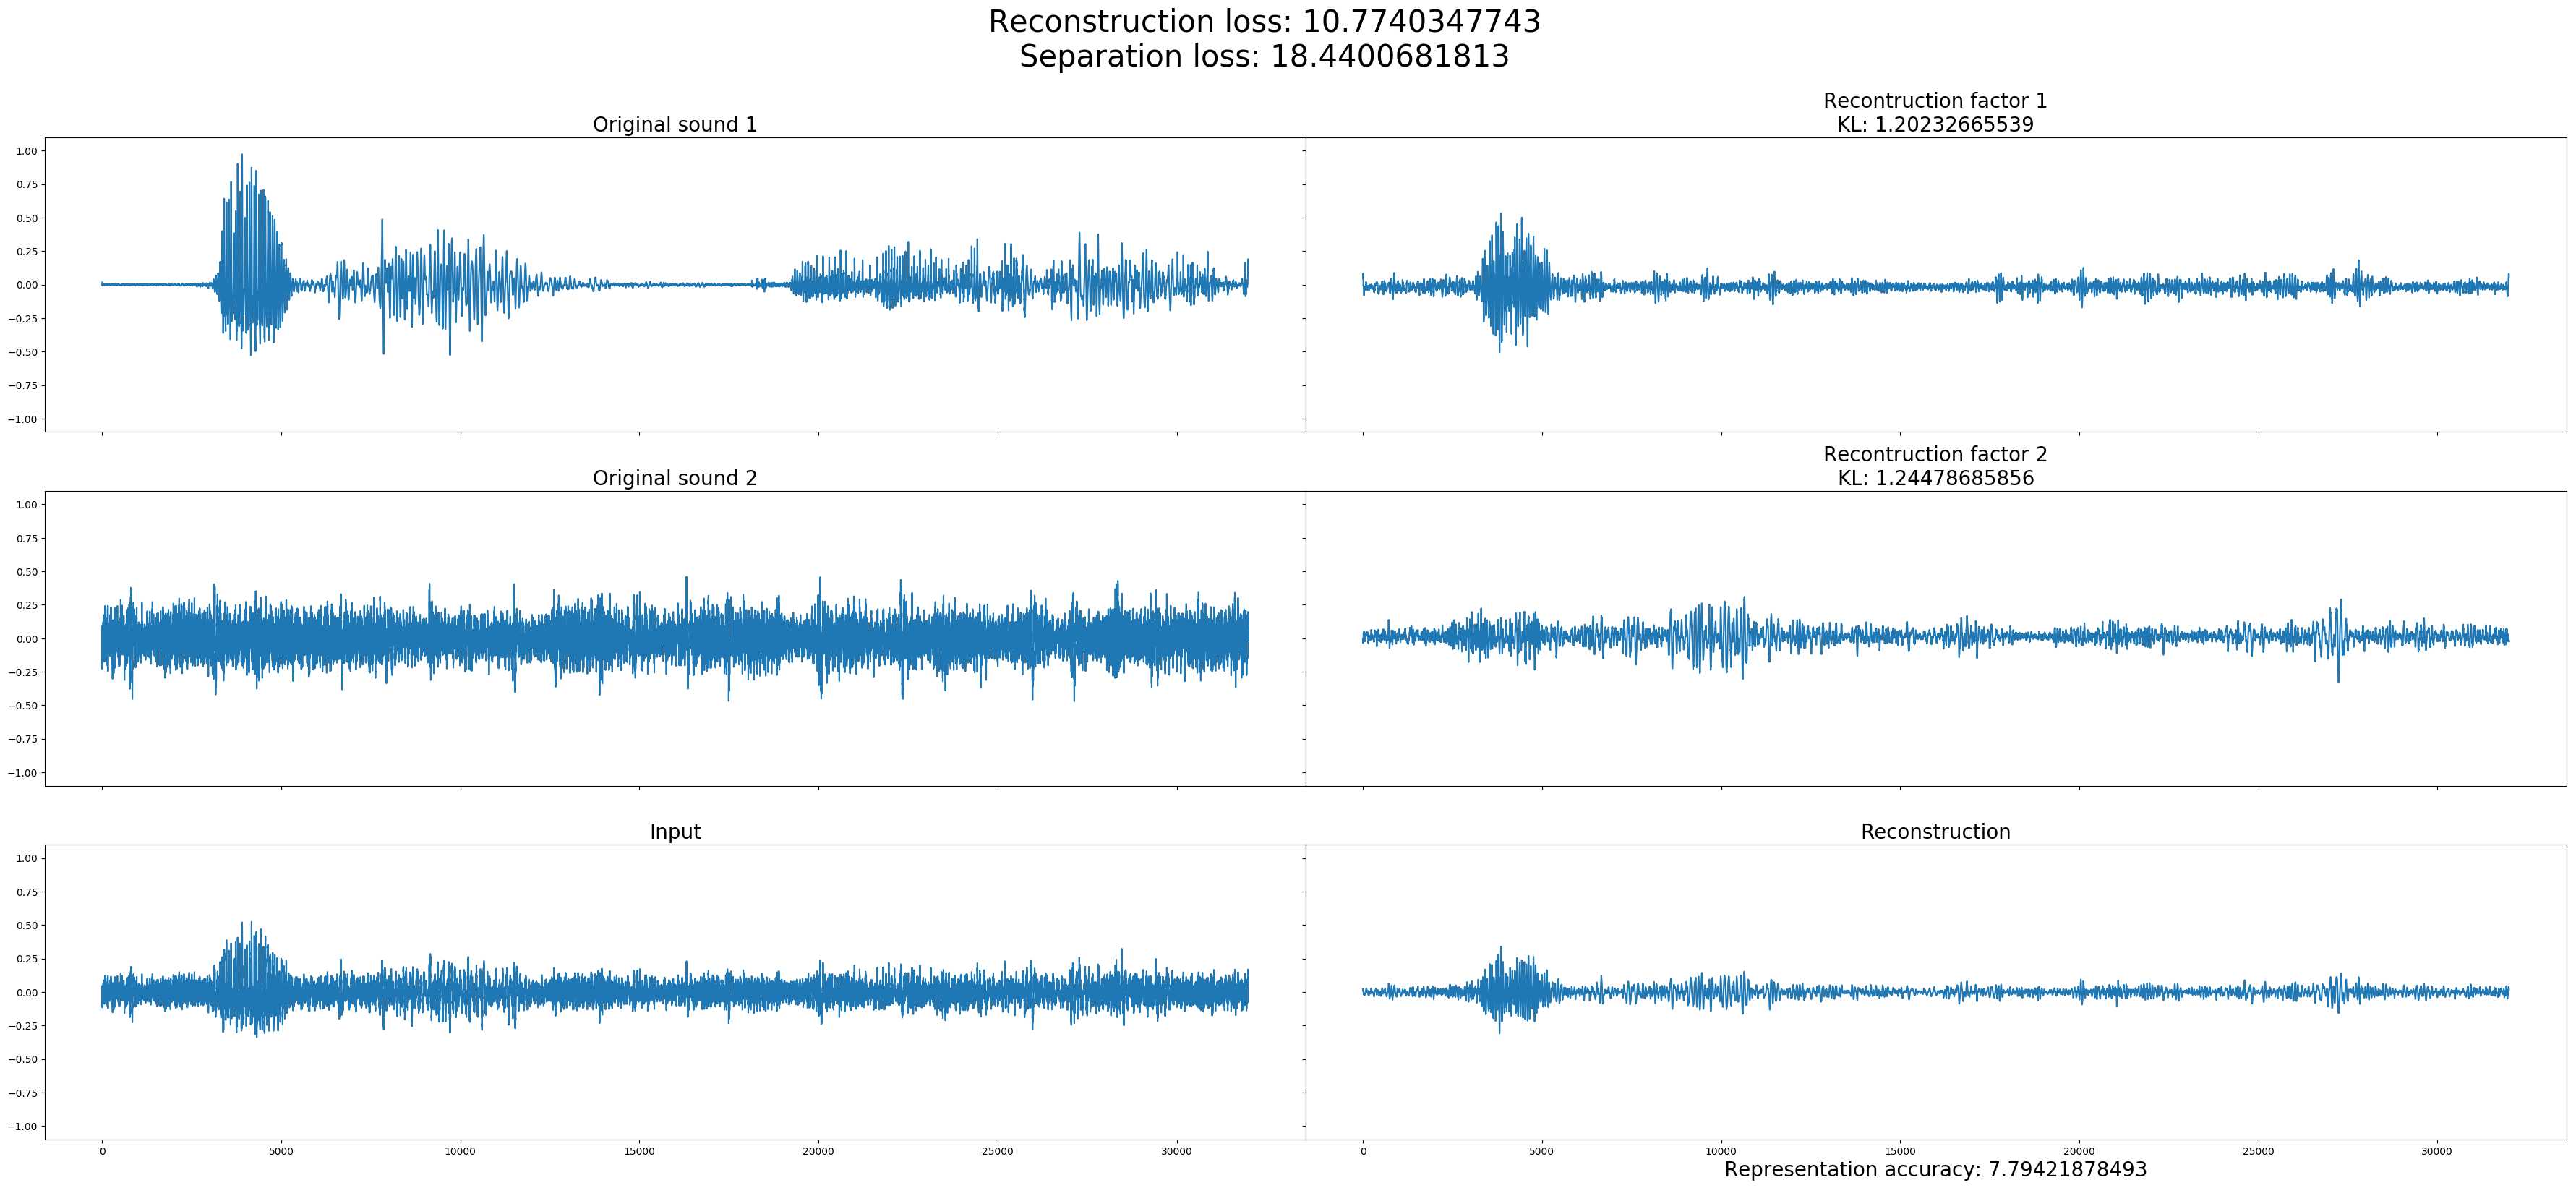 Reconstruction loss: 10.7740347743
Separation loss: 18.4400681813
Original sound 1
Recontruction factor 1
KL: 1.20232665539
1.00
0.75
0.50
0.25
0.00
−0.25
−0.50
−0.75
−1.00
Original sound 2
Recontruction factor 2
KL: 1.24478685856
1.00
0.75
0.50
0.25
0.00
−0.25
−0.50
−0.75
−1.00
Input
Reconstruction
1.00
0.75
0.50
0.25
0.00
−0.25
−0.50
−0.75
−1.00
0 5000 10000 15000 20000 25000 30000
0 5000 10000 15000 20000 25000 30000
Representation accuracy: 7.79421878493